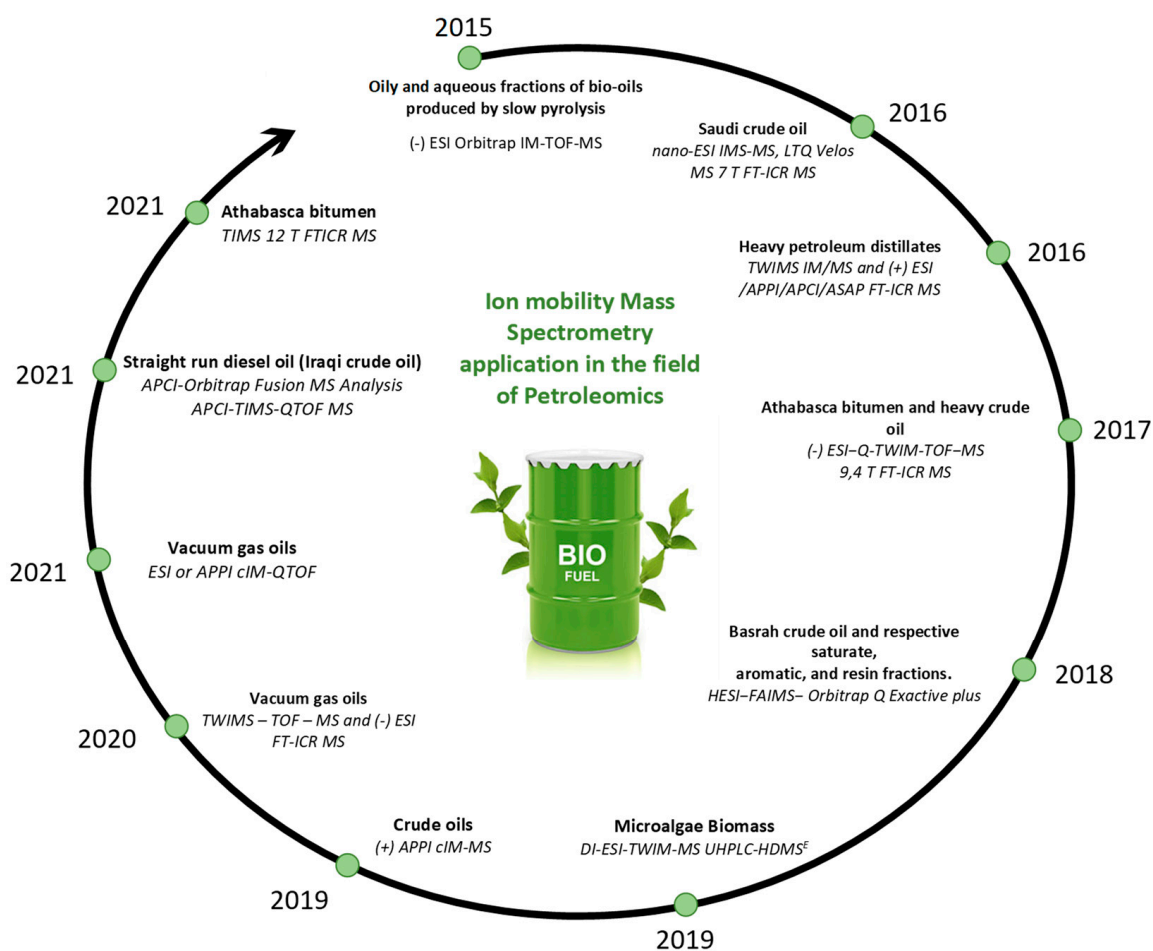 2015
Oily and aqueous fractions of bio-oils
produced by slow pyrolysis
(-) ESI Orbitrap IM-TOF-MS
2016
Saudi crude oil
nano-ESI IMS-MS, LTQ Velos
MS 7 T FT-ICR MS
2016
Heavy petroleum distillates
TWIMS IM/MS and (+) ESI
/APPI/APCI/ASAP FT-ICR MS
2017
Athabasca bitumen and heavy crude
oil
(-) ESI–Q-TWIM-TOF–MS
9,4 T FT-ICR MS
2018
Basrah crude oil and respective
saturate,
aromatic, and resin fractions.
HESI–FAIMS– Orbitrap Q Exactive plus
2019
Microalgae Biomass
DI-ESI-TWIM-MS UHPLC-HDMSᴱ
2019
Crude oils
(+) APPI cIM-MS
2020
Vacuum gas oils
TWIMS – TOF – MS and (-) ESI
FT-ICR MS
2021
Vacuum gas oils
ESI or APPI cIM-QTOF
2021
Straight run diesel oil (Iraqi crude oil)
APCI-Orbitrap Fusion MS Analysis
APCI-TIMS-QTOF MS
2021
Athabasca bitumen
TIMS 12 T FTICR MS
Ion mobility Mass
Spectrometry
application in the field
of Petroleomics
BIO
FUEL